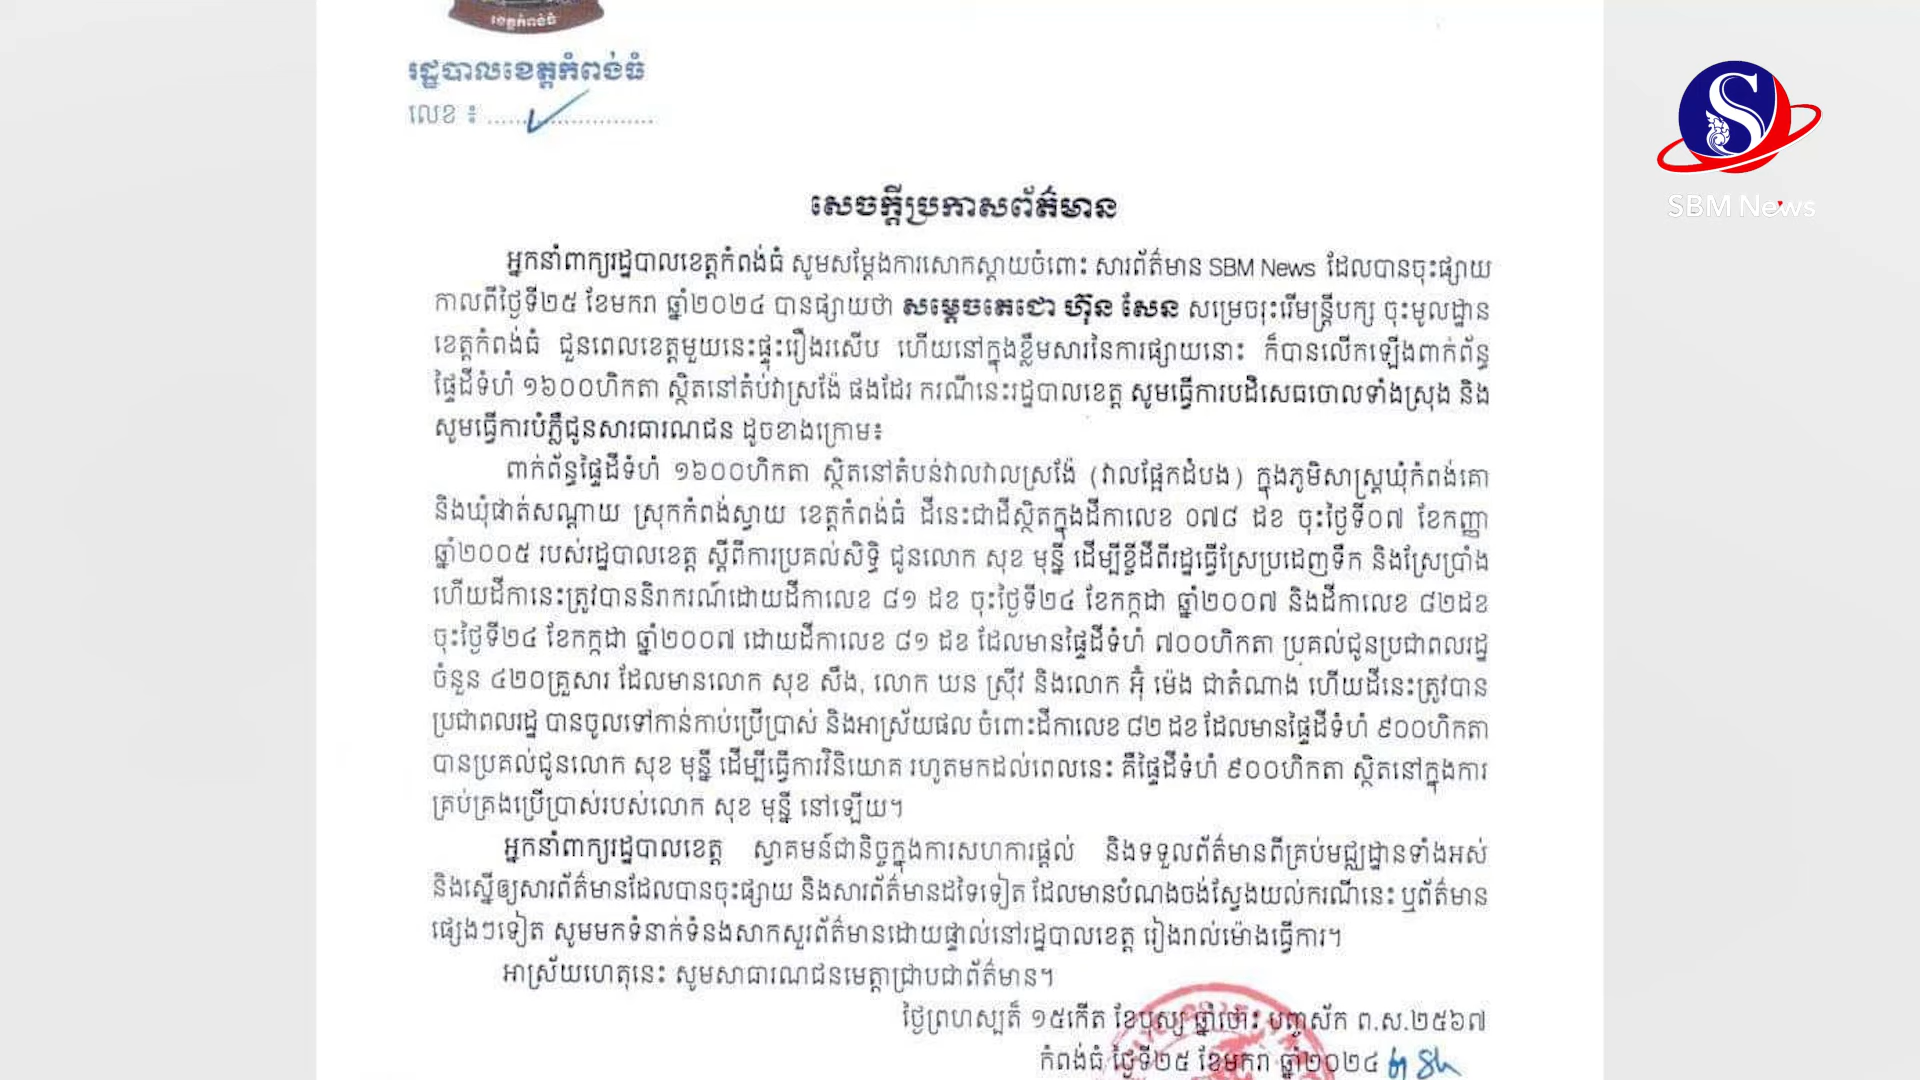 ខេត្តកំពង់ធំ
រដ្ឋបាលខេត្តកំពង់ធំ
លេខ ៖ ............................
S
SBM News
សេចក្តីប្រកាសព័ត៌មាន
អ្នកនាំពាក្យរដ្ឋបាលខេត្តកំពង់ធំ សូមសម្តែងការសោកស្តាយចំពោះ សារព័ត៌មាន SBM News ដែលបានចុះផ្សាយ
កាលពីថ្ងៃទី២៥ ខែមករា ឆ្នាំ២០២៤ បានផ្សាយថា សម្តេចតេជោ ហ៊ុន សែន សម្រេចរុះរើមន្ត្រីបក្ស ចុះមូលដ្ឋាន
ខេត្តកំពង់ធំ ជួនពេលខេត្តមួយនេះផ្ទុះរឿងរសើប ហើយនៅក្នុងខ្លឹមសារនៃការផ្សាយនោះ ក៏បានលើកឡើងពាក់ព័ន្ធ
ផ្ទៃដីទំហំ ១៦០០ហិកតា ស្ថិតនៅតំប់វាស្រង៉ែ ផងដែរ ករណីនេះរដ្ឋបាលខេត្ត សូមធ្វើការបដិសេធចោលទាំងស្រុង និង
សូមធ្វើការបំភ្លឺជូនសារធារណជន ដូចខាងក្រោម៖
ពាក់ព័ន្ធផ្ទៃដីទំហំ ១៦០០ហិកតា ស្ថិតនៅតំបន់វាលវាលស្រង៉ែ (វាលផ្អែកដំបង) ក្នុងភូមិសាស្ត្រឃុំកំពង់គោ
និងឃុំផាត់សណ្តាយ ស្រុកកំពង់ស្វាយ ខេត្តកំពង់ធំ ដីនេះជាដីស្ថិតក្នុងដីកាលេខ ០៧៨ ដខ ចុះថ្ងៃទី០៧ ខែកញ្ញា
ឆ្នាំ២០០៥ របស់រដ្ឋបាលខេត្ត ស្តីពីការប្រគល់សិទ្ធិ ជូនលោក សុខ មុន្នី ដើម្បីខ្ចីដីពីរដ្ឋធ្វើស្រែប្រដេញទឹក និងស្រែប្រាំង
ហើយដីកានេះត្រូវបាននិរាករណ៍ដោយដីកាលេខ ៨១ ដខ ចុះថ្ងៃទី២៤ ខែកក្កដា ឆ្នាំ២០០៧ និងដីកាលេខ ៨២ដខ
ចុះថ្ងៃទី២៤ ខែកក្កដា ឆ្នាំ២០០៧ ដោយដីកាលេខ ៨១ ដខ ដែលមានផ្ទៃដីទំហំ ៧០០ហិកតា ប្រគល់ជូនប្រជាពលរដ្ឋ
ចំនួន ៤២០គ្រួសារ ដែលមានលោក សុខ សឹង, លោក ឃន ស្រ៊ីវ និងលោក អ៊ុំ ម៉េង ជាតំណាង ហើយដីនេះត្រូវបាន
ប្រជាពលរដ្ឋ បានចូលទៅកាន់កាប់ប្រើប្រាស់ និងអាស្រ័យផល ចំពោះដីកាលេខ ៨២ ដខ ដែលមានផ្ទៃដីទំហំ ៩០០ហិកតា
បានប្រគល់ជូនលោក សុខ មុន្នី ដើម្បីធ្វើការវិនិយោគ រហូតមកដល់ពេលនេះ គឺផ្ទៃដីទំហំ ៩០០ហិកតា ស្ថិតនៅក្នុងការ
គ្រប់គ្រងប្រើប្រាស់របស់លោក សុខ មុន្នី នៅឡើយ។
អ្នកនាំពាក្យរដ្ឋបាលខេត្ត ស្វាគមន៍ជានិច្ចក្នុងការសហការផ្តល់ និងទទួលព័ត៌មានពីគ្រប់មជ្ឈដ្ឋានទាំងអស់
និងស្នើឲ្យសារព័ត៌មានដែលបានចុះផ្សាយ និងសារព័ត៌មានដទៃទៀត ដែលមានបំណងចង់ស្វែងយល់ករណីនេះ ឬព័ត៌មាន
ផ្សេងៗទៀត សូមមកទំនាក់ទំនងសាកសួរព័ត៌មានដោយផ្ទាល់នៅរដ្ឋបាលខេត្ត រៀងរាល់ម៉ោងធ្វើការ។
អាស្រ័យហេតុនេះ សូមសាធារណជនមេត្តាជ្រាបជាព័ត៌មាន។
ថ្ងៃព្រហស្បតិ៍ ១៥កើត ខែបុស្ស ឆ្នាំថោះ បញ្ចស័ក ព.ស.២៥៦៧
កំពង់ធំ ថ្ងៃទី២៥ ខែមករា ឆ្នាំ២០២៤